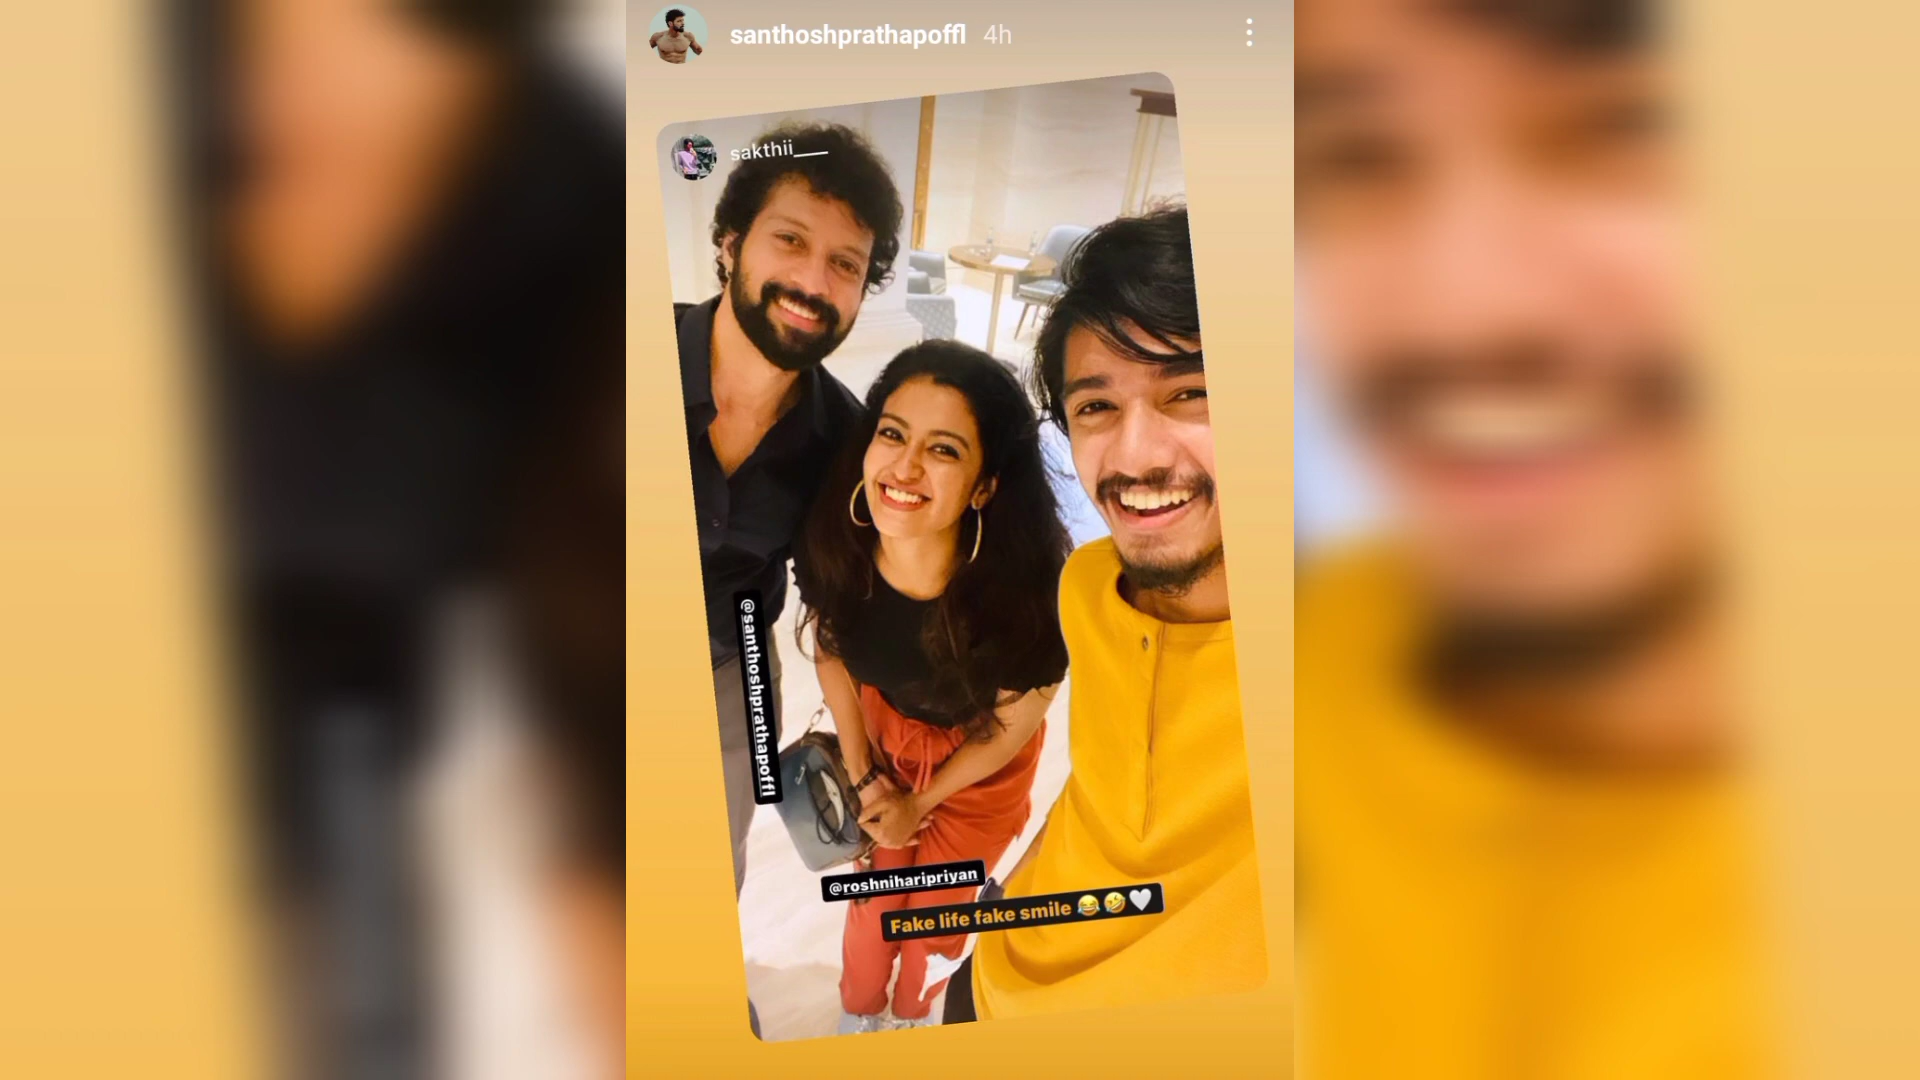 santhoshprathapoffl 4h
sakthii___
@santhoshprathapoffl
@roshniharipriyan
Fake life fake smile 😂🤣🤍